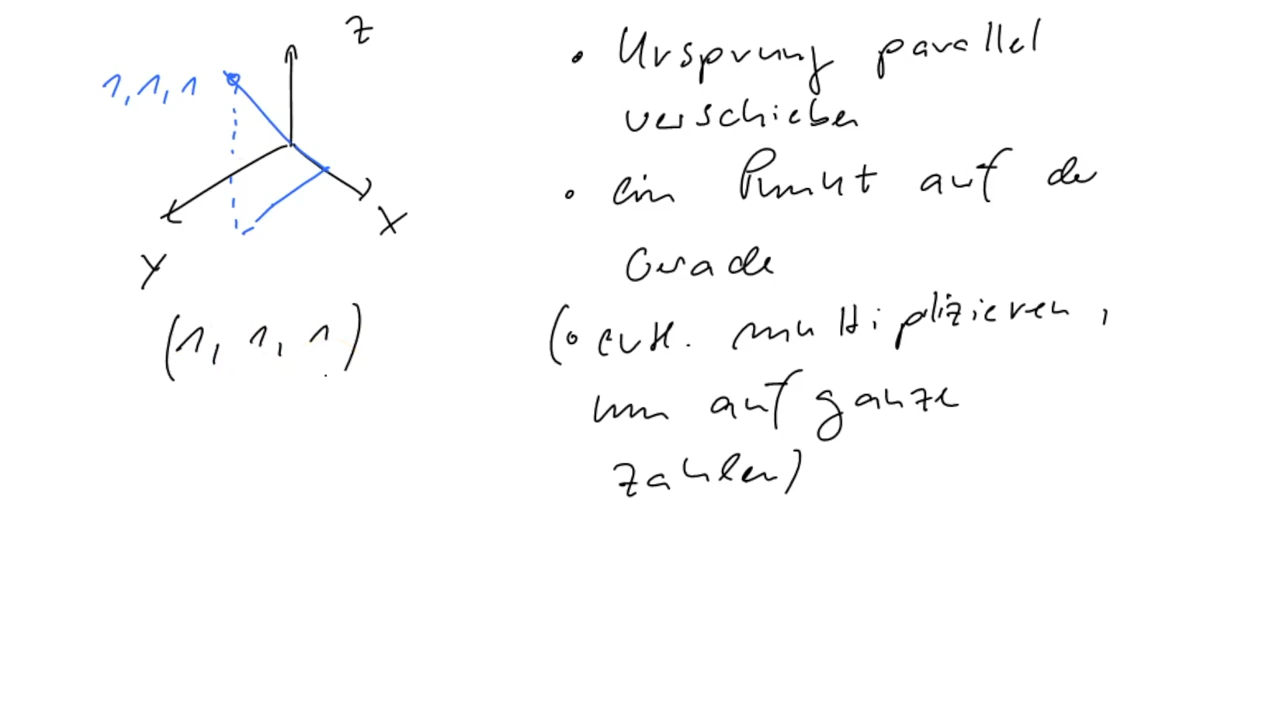 Z
1, 1, 1
X
Y
(1, 1, 1)
• Ursprung parallel
verschieben
• ein Punkt auf de
Gerade
(• evtl. multiplizieren,
um auf ganze
Zahlen)